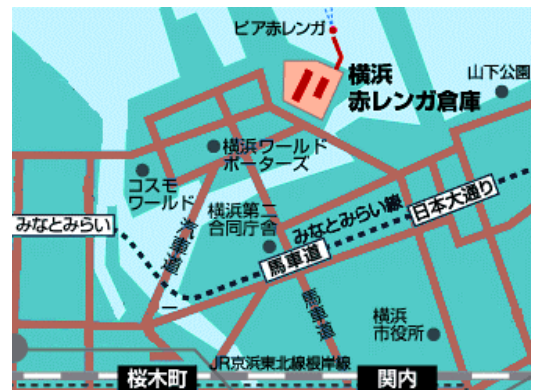 ピア赤レンガ
横浜
赤レンガ倉庫
山下公園
横浜ワールド
ポーターズ
コスモ
ワールド
みなとみらい
汽車道
横浜第二
合同庁舎
みなとみらい線
日本大通り
馬車道
馬車道
横浜
市役所
JR京浜東北線根岸線
桜木町
関内